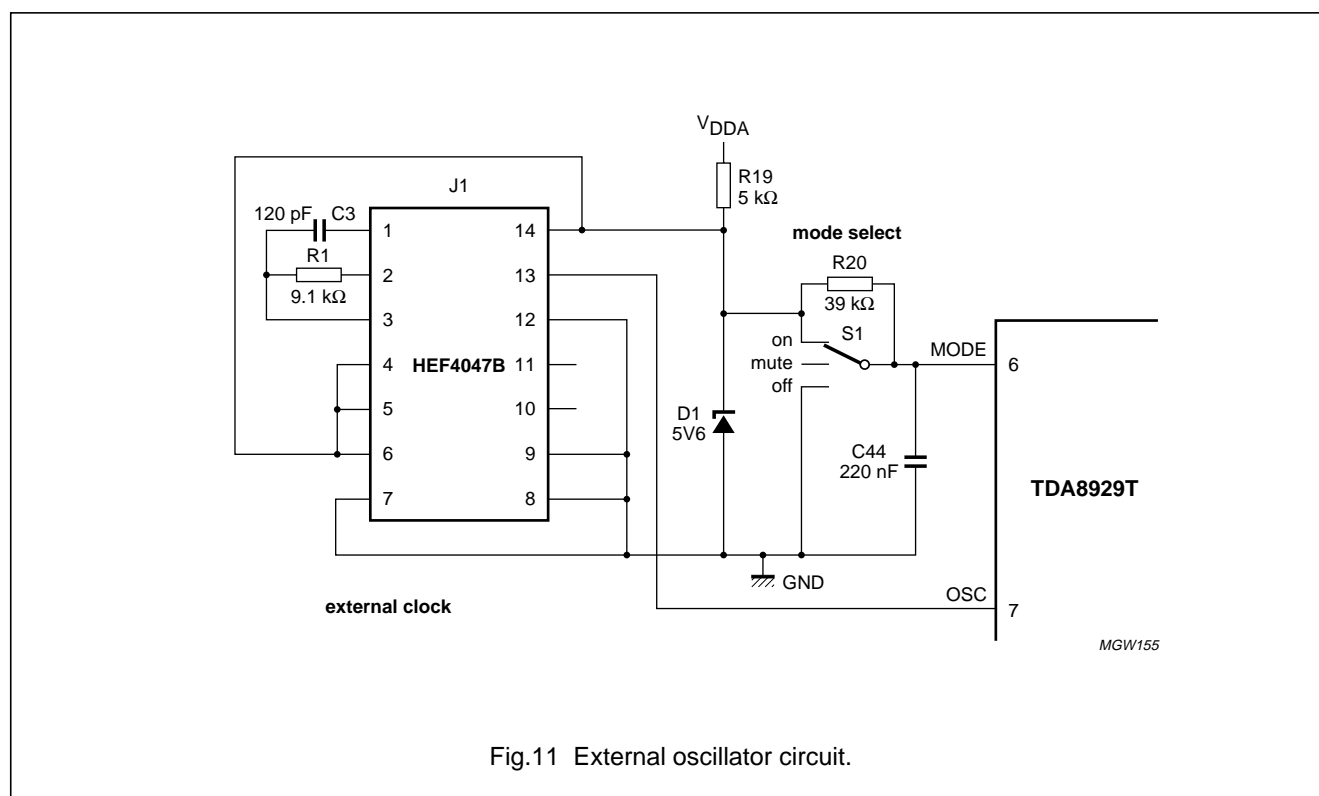 VDDA
R19
5 kΩ
J1
120 pF C3
1
14
mode select
R1
R20
2
13
9.1 kΩ
39 kΩ
3
12
on
S1
MODE
mute
6
4
HEF4047B
11
off
5
10
D1
5V6
6
9
C44
220 nF
TDA8929T
7
8
GND
external clock
OSC
7
MGW155
Fig.11 External oscillator circuit.